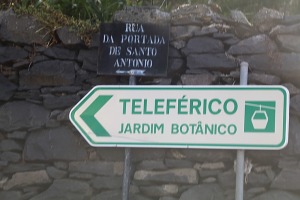 RUA
DA PORTADA
DE SANTO
ANTONIO
TELEFÉRICO
JARDIM BOTÂNICO